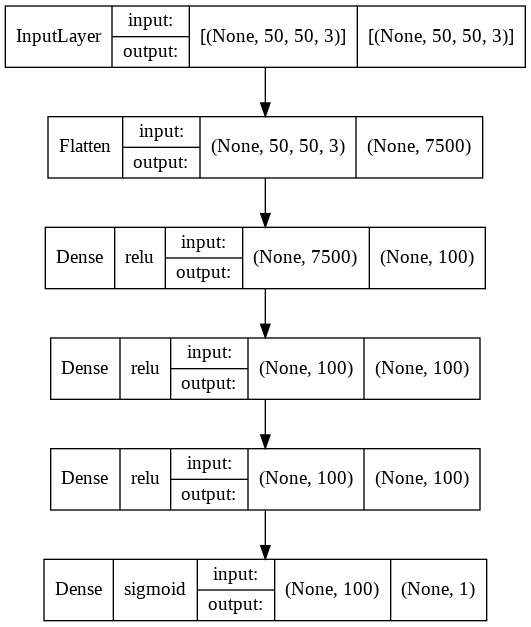 InputLayer input: output: [(None, 50, 50, 3)] [(None, 50, 50, 3)]
Flatten input: output: (None, 50, 50, 3) (None, 7500)
Dense relu input: output: (None, 7500) (None, 100)
Dense relu input: output: (None, 100) (None, 100)
Dense relu input: output: (None, 100) (None, 100)
Dense sigmoid input: output: (None, 100) (None, 1)